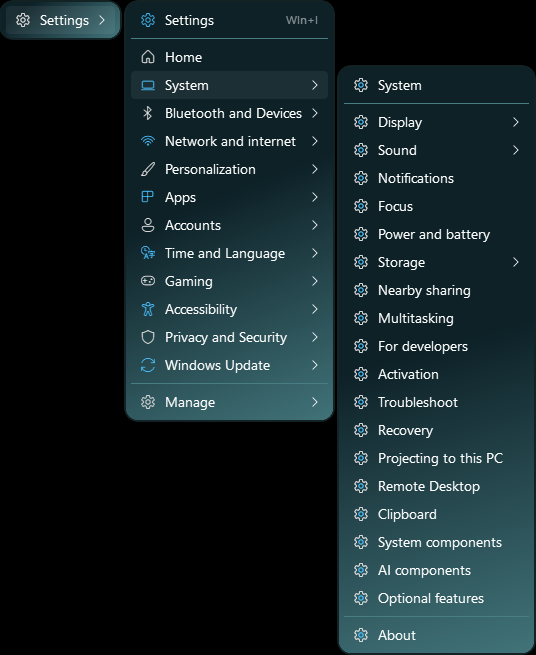 Settings
Settings Win+I
Home
System
Bluetooth and Devices
Network and internet
Personalization
Apps
Accounts
Time and Language
Gaming
Accessibility
Privacy and Security
Windows Update
Manage
System
Display
Sound
Notifications
Focus
Power and battery
Storage
Nearby sharing
Multitasking
For developers
Activation
Troubleshoot
Recovery
Projecting to this PC
Remote Desktop
Clipboard
System components
AI components
Optional features
About